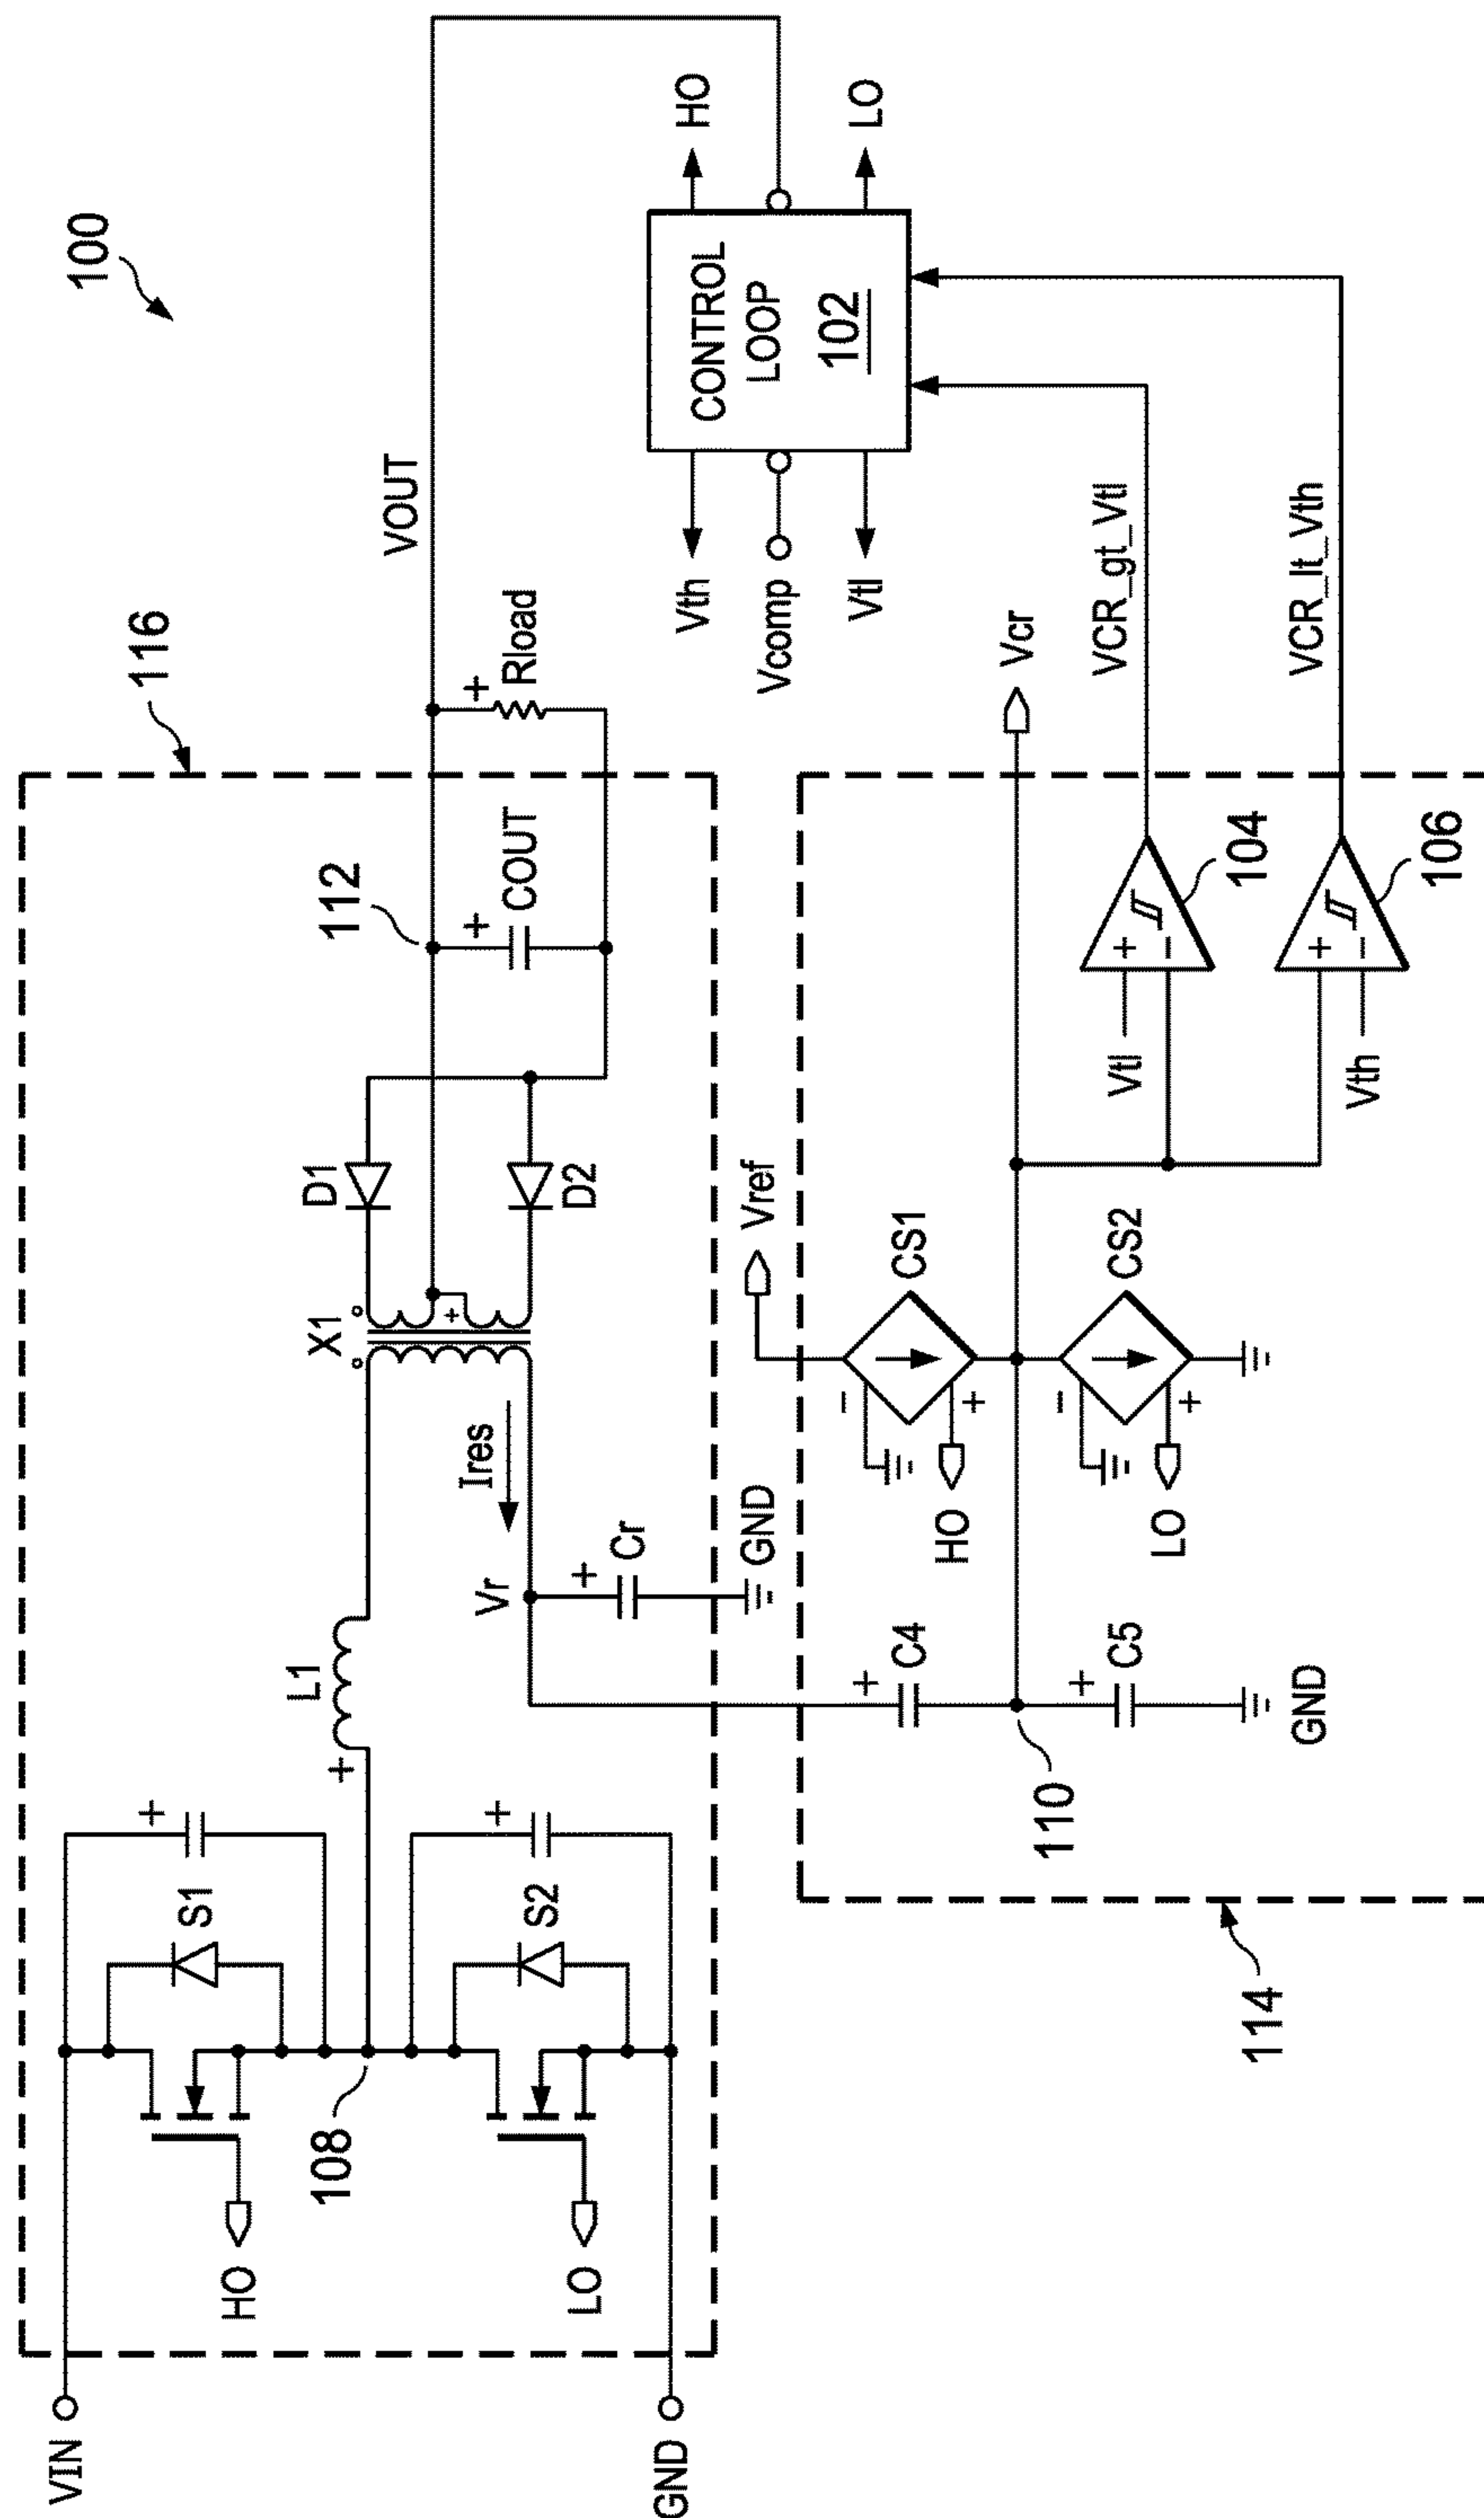 100
116
VIN
GND
HO
LO
S1
S2
108
+
+
+
L1
Vr
+
Cr
GND
Ires
X1
+
D1
D2
112
+
COUT
VOUT
+
Rload
HO
LO
CONTROL
LOOP
102
Vth
Vcomp
Vtl
114
110
+
C4
+
C5
GND
Vref
CS1
-
+
HO
CS2
-
+
LO
Vcr
Vtl
+
-
104
Vth
+
-
106
VCR_gt_Vtl
VCR_lt_Vth